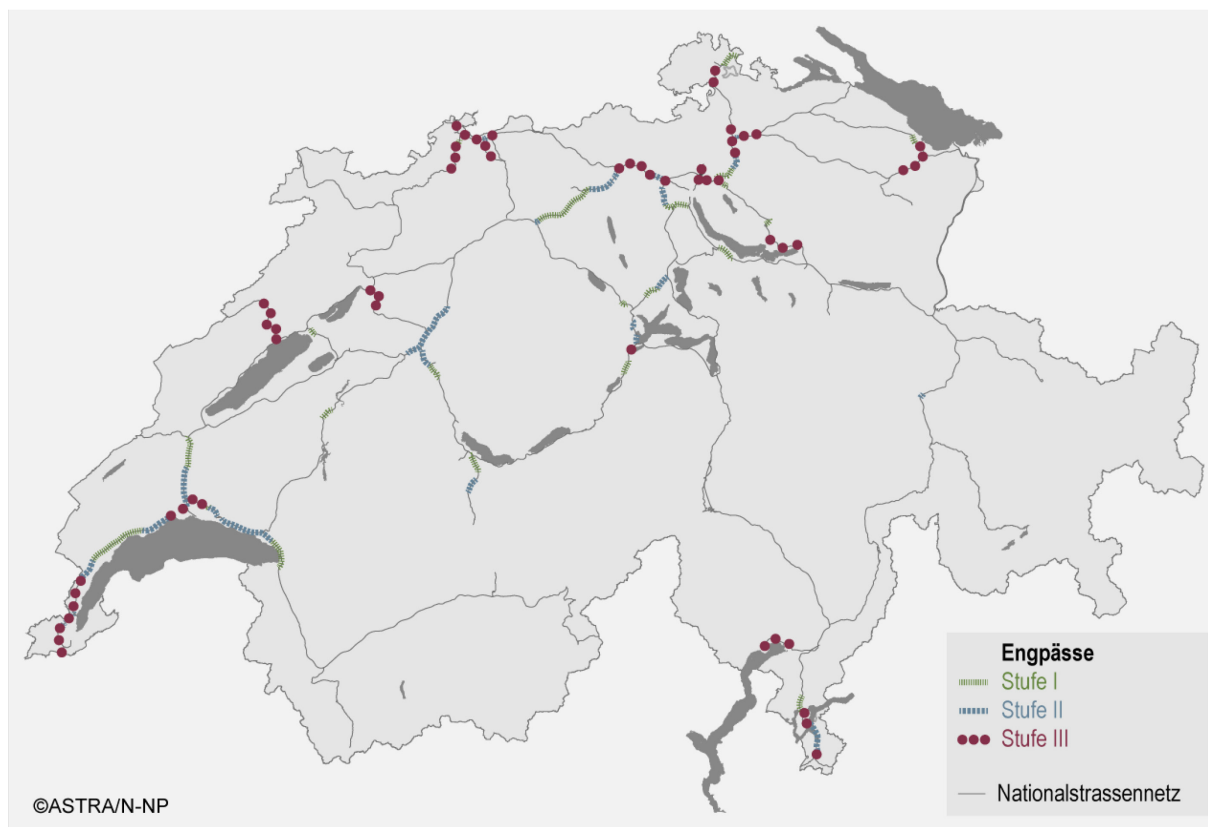 Engpässe
Stufe I
Stufe II
Stufe III
Nationalstrassennetz
©ASTRA/N-NP